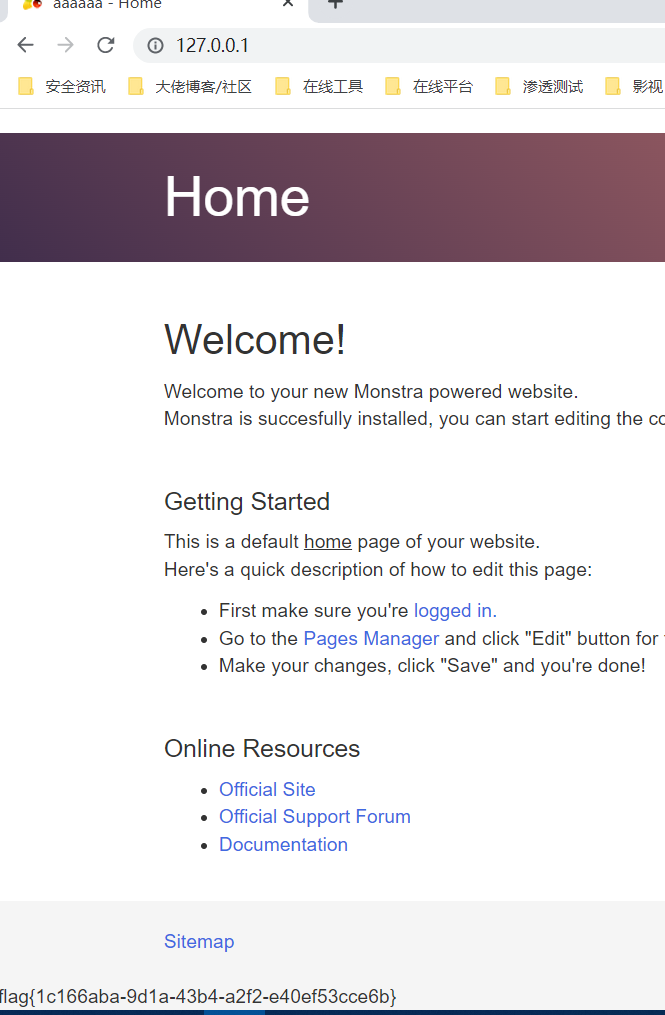 aaaaaa - Home
127.0.0.1
安全资讯 大佬博客/社区 在线工具 在线平台 渗透测试 影视
Home
Welcome!
Welcome to your new Monstra powered website.
Monstra is succesfully installed, you can start editing the co
Getting Started
This is a default home page of your website.
Here's a quick description of how to edit this page:
First make sure you're logged in.
Go to the Pages Manager and click "Edit" button for
Make your changes, click "Save" and you're done!
Online Resources
Official Site
Official Support Forum
Documentation
Sitemap
flag{1c166aba-9d1a-43b4-a2f2-e40ef53cce6b}